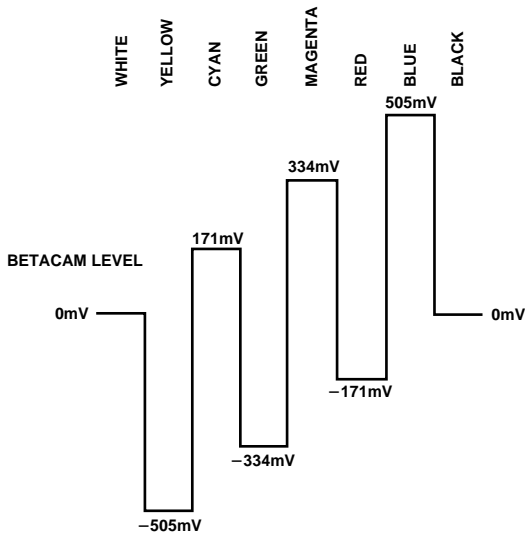 WHITE
YELLOW
CYAN
GREEN
MAGENTA
RED
BLUE
BLACK
505mV
334mV
171mV
BETACAM LEVEL
0mV
0mV
−171mV
−334mV
−505mV